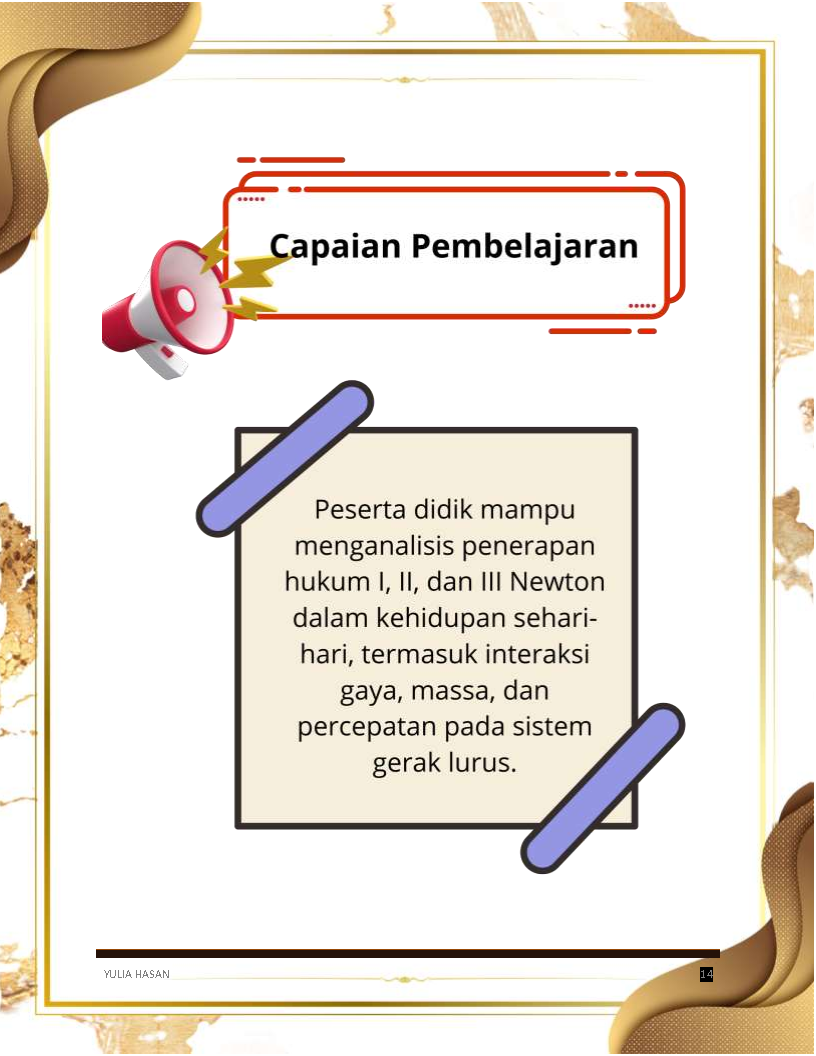 Capaian Pembelajaran
Peserta didik mampu
menganalisis penerapan
hukum I, II, dan III Newton
dalam kehidupan sehari-
hari, termasuk interaksi
gaya, massa, dan
percepatan pada sistem
gerak lurus.
YULIA HASAN
14